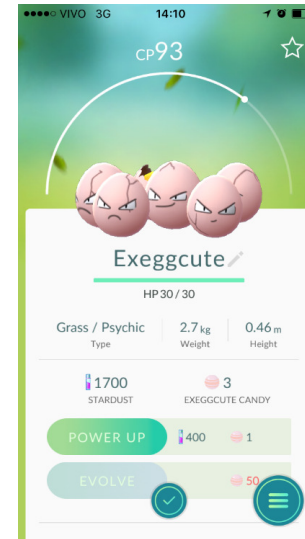 VIVO 3G 14:10
CP93
Exeggcute
HP 30 / 30
Grass / Psychic 2.7 kg 0.46 m
Type Weight Height
1700 3
STARDUST EXEGGCUTE CANDY
POWER UP 400 1
EVOLVE 50